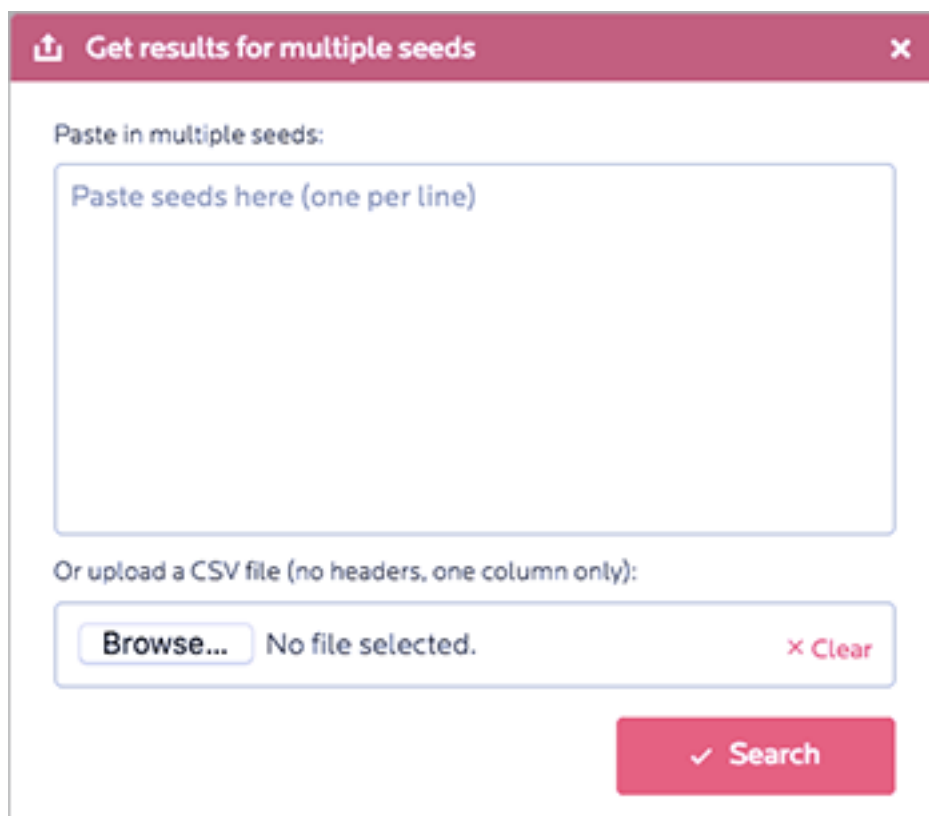 Get results for multiple seeds
Paste in multiple seeds:
Paste seeds here (one per line)
Or upload a CSV file (no headers, one column only):
Browse... No file selected. × Clear
✓ Search